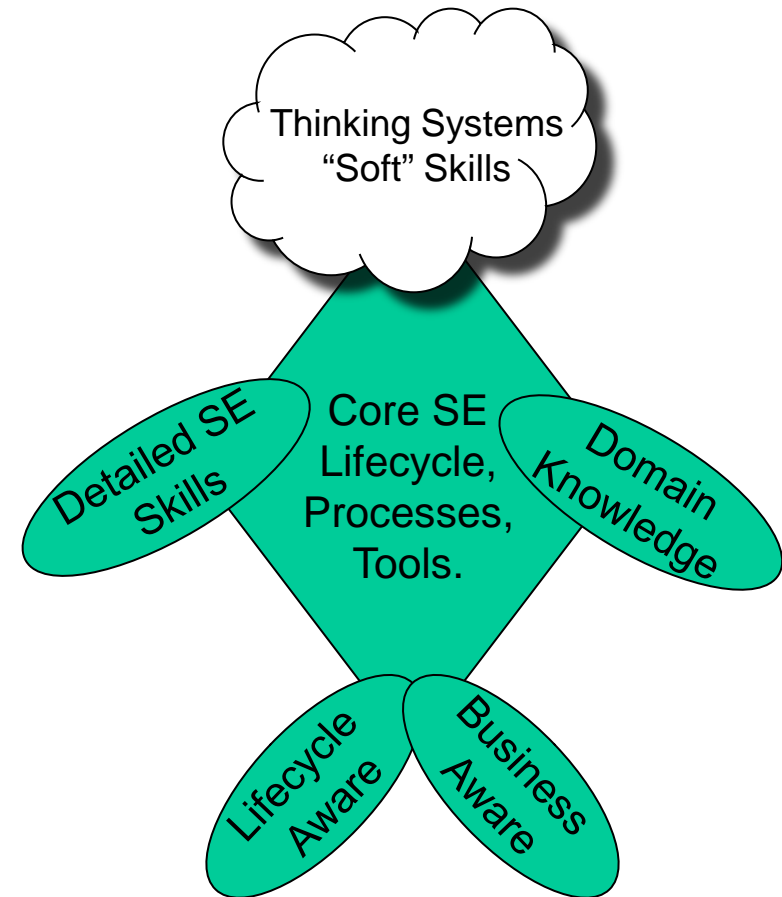 Thinking Systems
“Soft” Skills
Detailed SE
Skills
Core SE
Lifecycle,
Processes,
Tools.
Domain
Knowledge
Lifecycle
Aware
Business
Aware